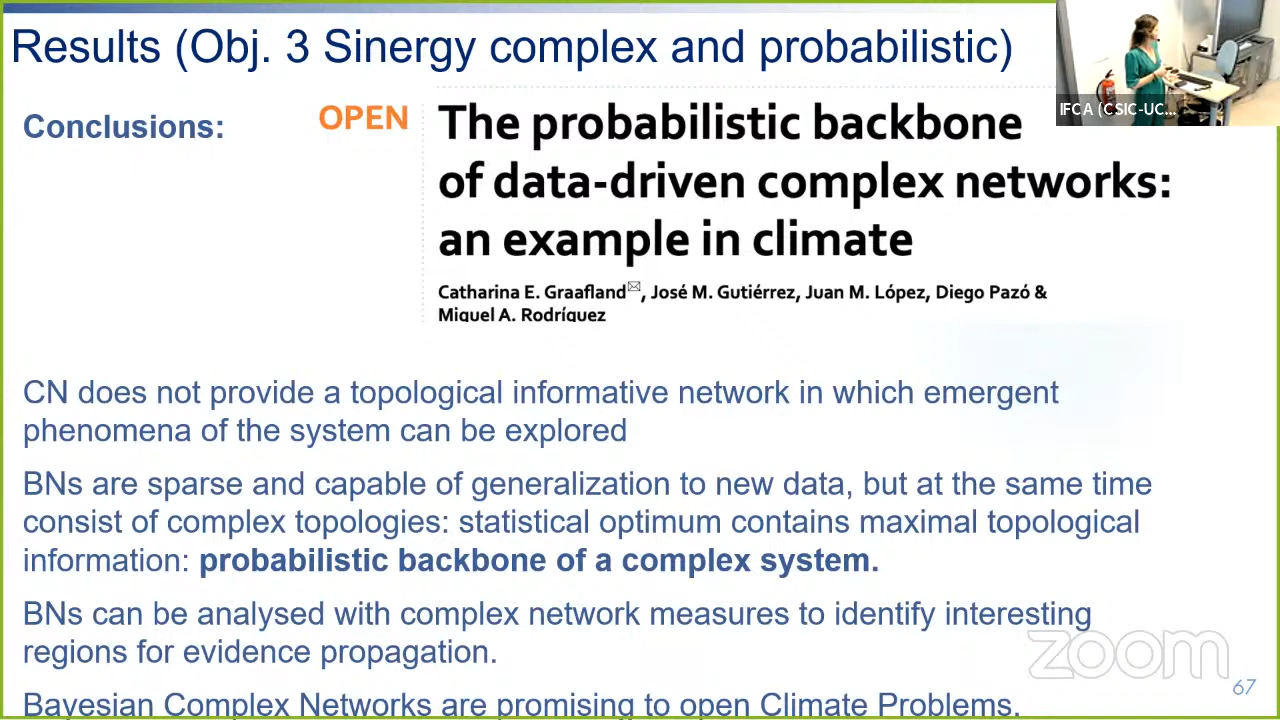 Results (Obj. 3 Sinergy complex and probabilistic)
IFCA (CSIC-UC...
Conclusions:
OPEN
The probabilistic backbone
of data-driven complex networks:
an example in climate
Catharina E. Graafland✉, José M. Gutiérrez, Juan M. López, Diego Pazó &
Miguel A. Rodríguez
CN does not provide a topological informative network in which emergent
phenomena of the system can be explored
BNs are sparse and capable of generalization to new data, but at the same time
consist of complex topologies: statistical optimum contains maximal topological
information: probabilistic backbone of a complex system.
BNs can be analysed with complex network measures to identify interesting
regions for evidence propagation.
zoom
67
Bayesian Complex Networks are promising to open Climate Problems.